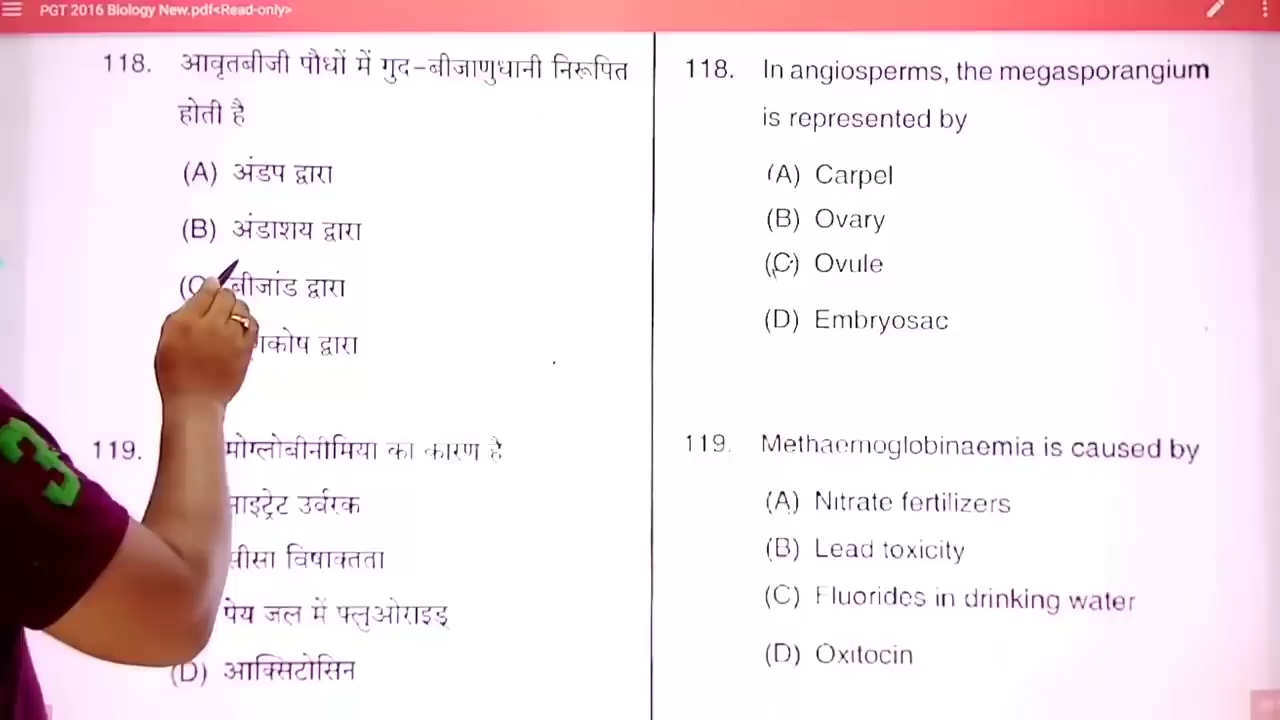 PGT 2016 Biology New.pdf<Read-only>
118. आवृतबीजी पौधों में गुद-बीजाणुधानी निरूपित
होती है
(A) अंडप द्वारा
(B) अंडाशय द्वारा
बीजांड द्वारा
द्वारा
119.
का कारण है
उर्वरक
सीसा विषाक्तता
पेय जल में फ्लुओराइड
(D) आक्सिटोसिन
118. In angiosperms, the megasporangium
is represented by
(A) Carpel
(B) Ovary
(C) Ovule
(D) Embryosac
119. Methaemoglobinaemia is caused by
(A) Nitrate fertilizers
(B) Lead toxicity
(C) Fluorides in drinking water
(D) Oxitocin